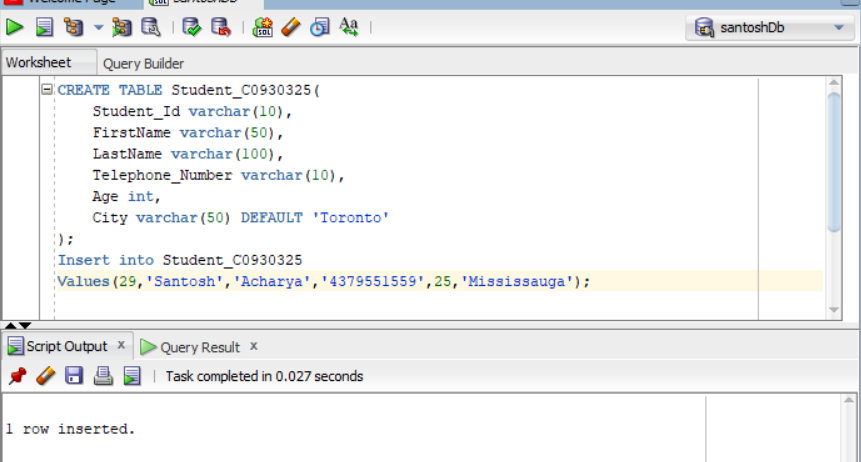 Welcome Page santoshDb
santoshDb
Worksheet Query Builder
CREATE TABLE Student_C0930325(
Student_Id varchar(10),
FirstName varchar(50),
LastName varchar(100),
Telephone_Number varchar(10),
Age int,
City varchar(50) DEFAULT 'Toronto'
);
Insert into Student_C0930325
Values(29,'Santosh','Acharya','4379551559',25,'Mississauga');
Script Output x Query Result x
Task completed in 0.027 seconds
1 row inserted.